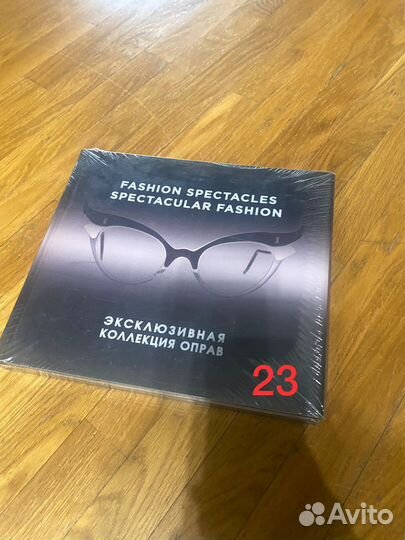 FASHION SPECTACLES
SPECTACULAR FASHION
ЭКСКЛЮЗИВНАЯ
КОЛЛЕКЦИЯ ОПРАВ
23
Avito